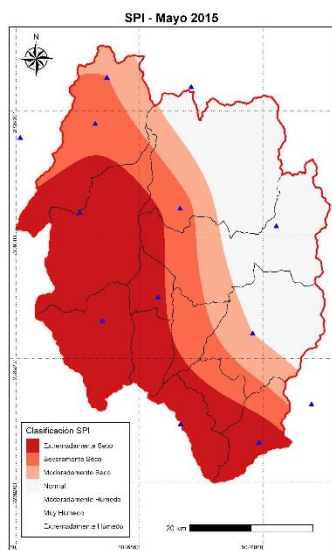 SPI - Mayo 2015
N
Clasificación SPI
Extremadamente Seco
Severamente Seco
Moderadamente Seco
Normal
Moderadamente Húmeda
Muy Húmedo
Extremadamente Húmedo
20 km